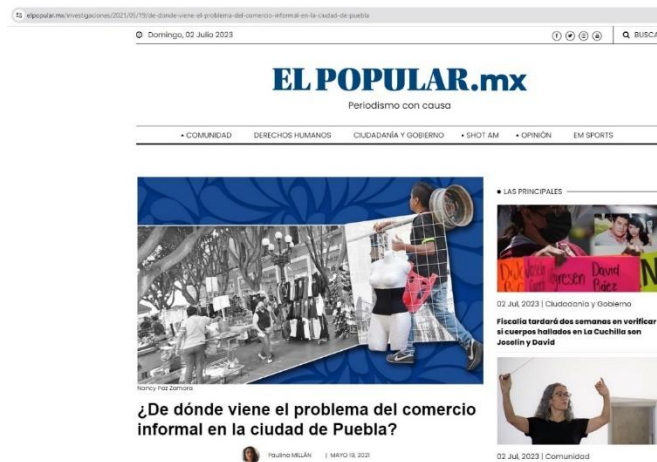 elpopular.mx/investigaciones/2021/05/19/de-donde-viene-el-problema-del-comercio-informal-en-la-ciudad-de-puebla
Domingo, 02 Julio 2023
BUSCA
EL POPULAR.mx
Periodismo con causa
• COMUNIDAD DERECHOS HUMANOS CIUDADANÍA Y GOBIERNO • SHOT AM • OPINIÓN EM SPORTS
• LAS PRINCIPALES
David
Báez
02 Jul, 2023 | Ciudadania y Gobierno
Fiscalía tardará dos semanas en verificar
si cuerpos hallados en La Cuchilla son
Joselin y David
Nancy Paz Zamora
¿De dónde viene el problema del comercio
informal en la ciudad de Puebla?
Paulina MILLÁN | MAYO 19, 2021
02 Jul, 2023 | Comunidad